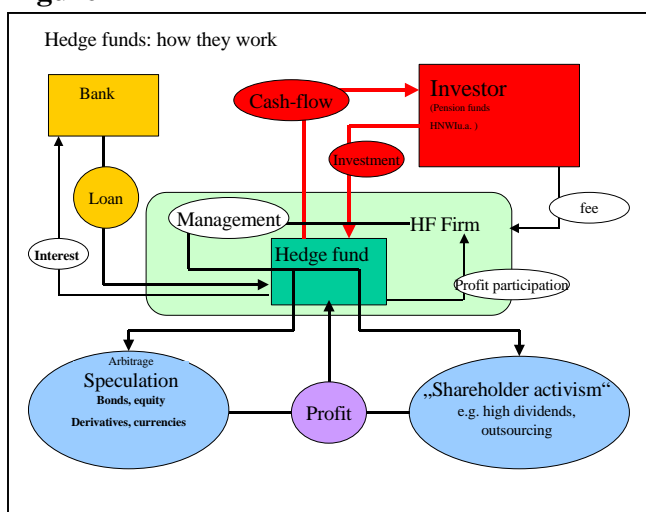 Hedge funds: how they work
Bank
Cash-flow
Investor
(Pension funds
HNWIu.a. )
Investment
Loan
Management
HF Firm
fee
Interest
Hedge fund
Profit participation
Arbitrage
Speculation
Bonds, equity
Derivatives, currencies
Profit
„Shareholder activism“
e.g. high dividends,
outsourcing